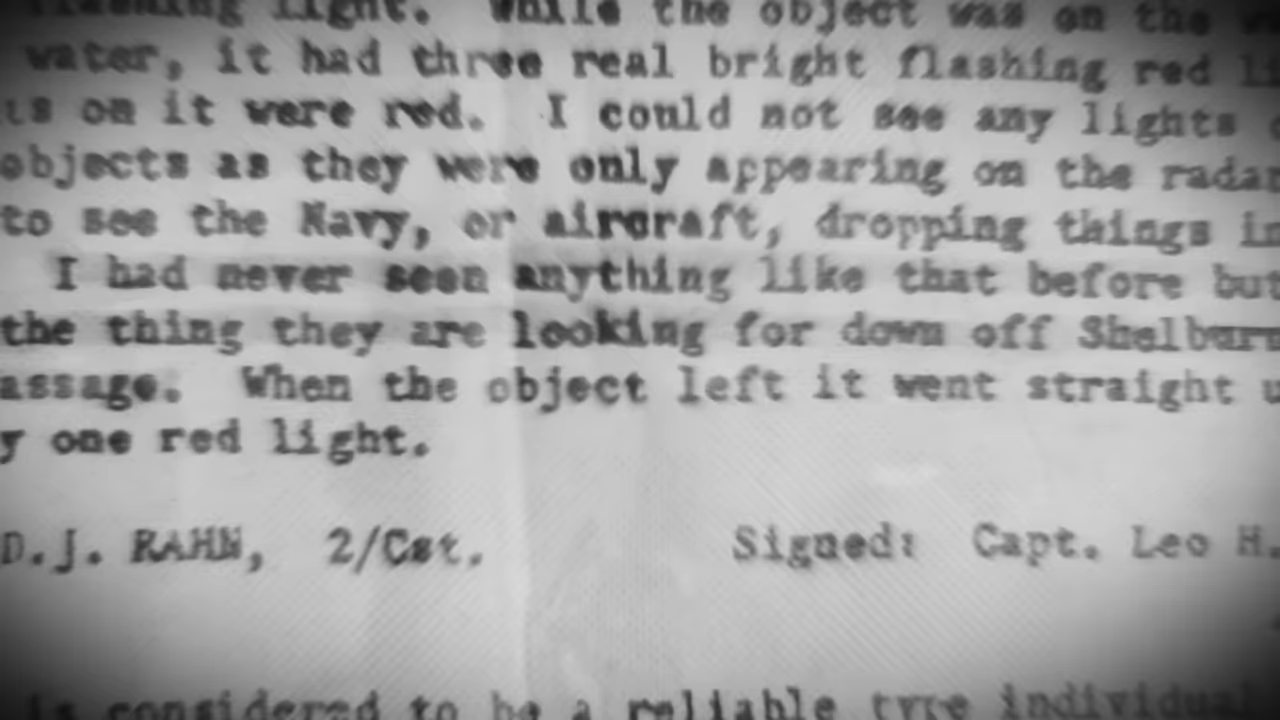 flashing light.  While the object was on the
water, it had three real bright flashing red
on it were red.  I could not see any lights
objects as they were only appearing on the radar
to see the Navy, or aircraft, dropping things
I had never seen anything like that before but
the thing they are looking for down off Shelburn
assage.  When the object left it went straight
y one red light.
D.J. RAHN,  2/Cst.
Signed:  Capt. Leo H.
is considered to be a reliable type individual